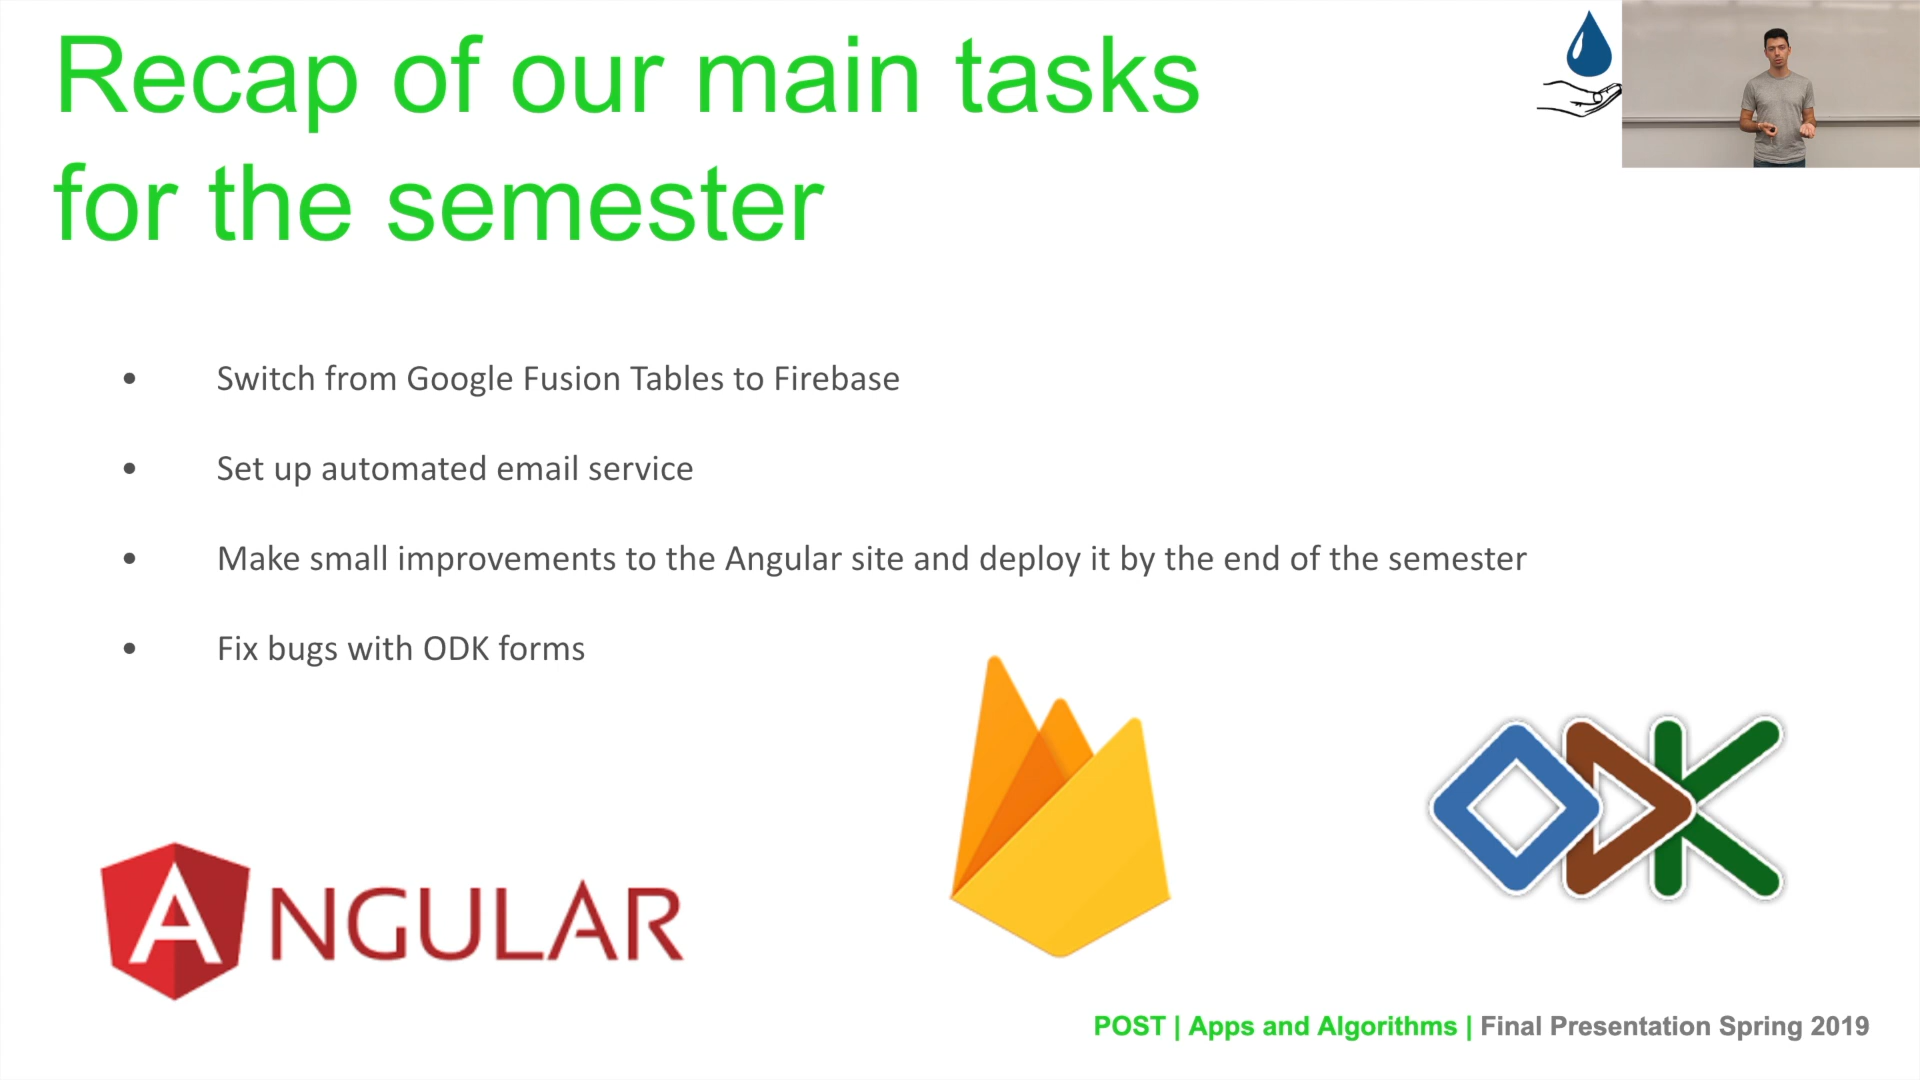 Recap of our main tasks
for the semester
• Switch from Google Fusion Tables to Firebase
• Set up automated email service
• Make small improvements to the Angular site and deploy it by the end of the semester
• Fix bugs with ODK forms
ANGULAR
ODK
POST | Apps and Algorithms | Final Presentation Spring 2019